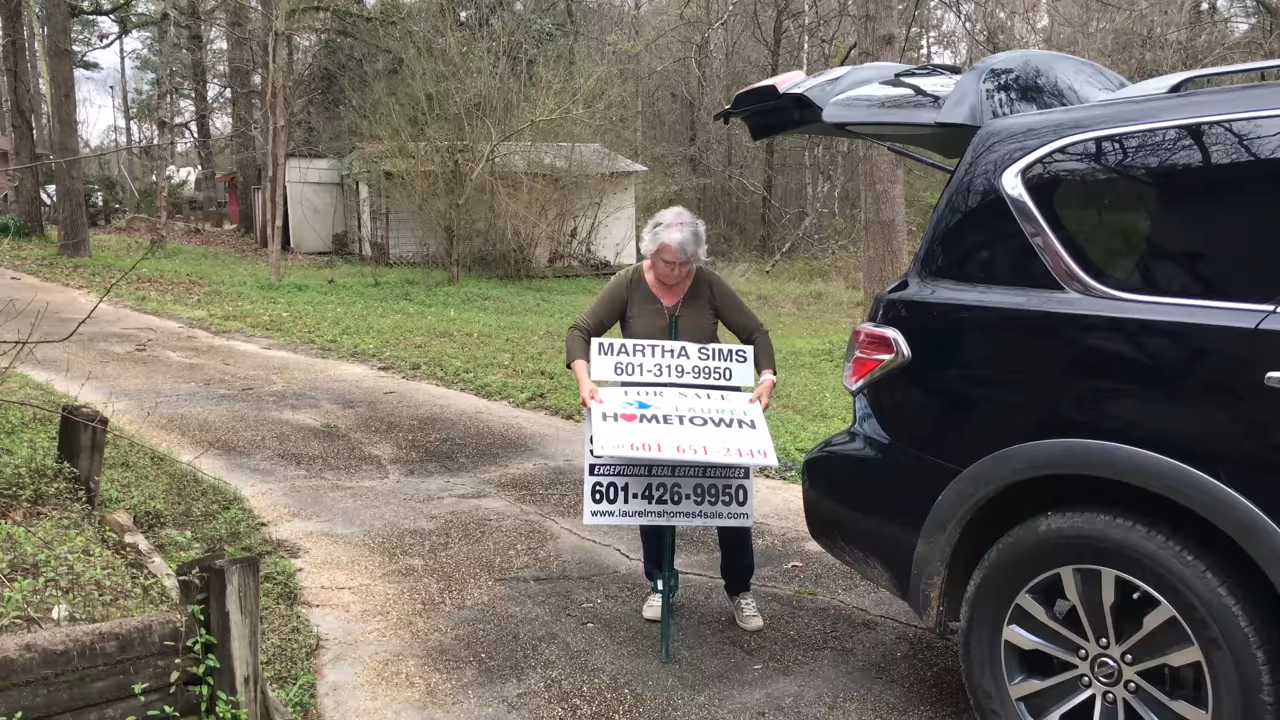 MARTHA SIMS
601-319-9950
FOR SALE
LAUREL
HOMETOWN
601-651-2449
EXCEPTIONAL REAL ESTATE SERVICES
601-426-9950
www.laurelmshomes4sale.com